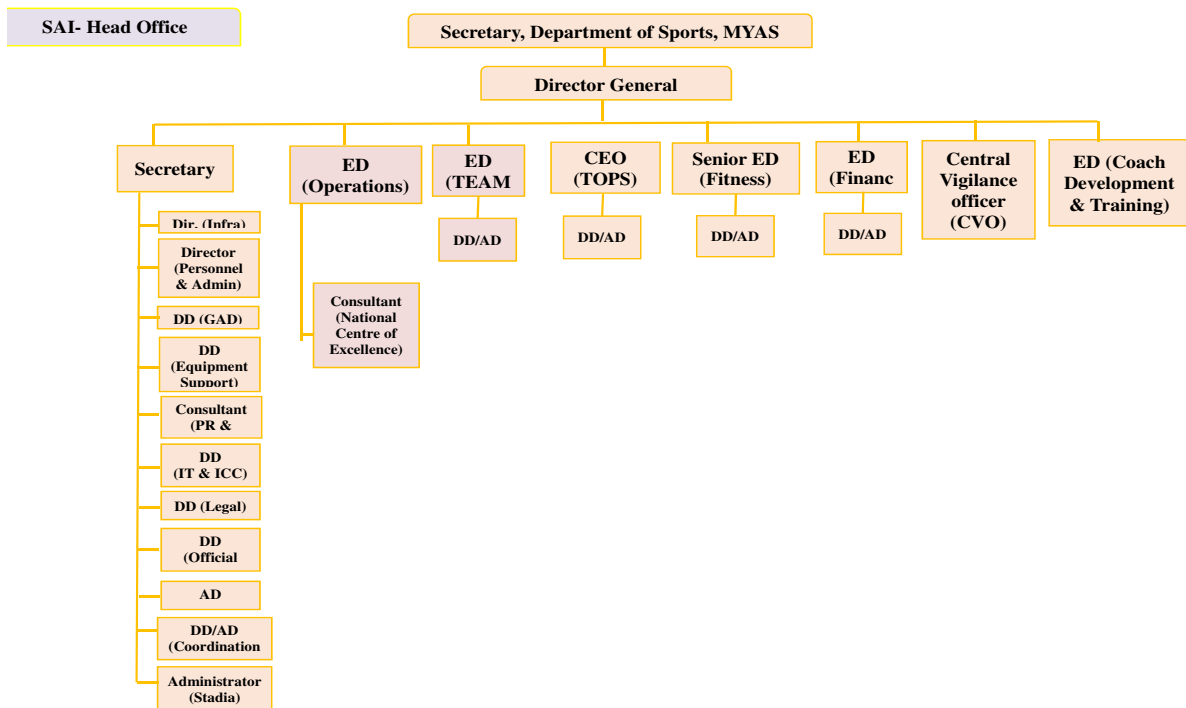 SAI- Head Office
Secretary, Department of Sports, MYAS
Director General
Secretary
ED
(Operations)
ED
(TEAM
CEO
(TOPS)
Senior ED
(Fitness)
ED
(Financ
Central
Vigilance
officer
(CVO)
ED (Coach
Development
& Training)
DD/AD
DD/AD
DD/AD
DD/AD
Dir. (Infra)
Director
(Personnel
& Admin)
DD (GAD)
DD
(Equipment
Support)
Consultant
(PR &
DD
(IT & ICC)
DD (Legal)
DD
(Official
AD
DD/AD
(Coordination
Administrator
(Stadia)
Consultant
(National
Centre of
Excellence)